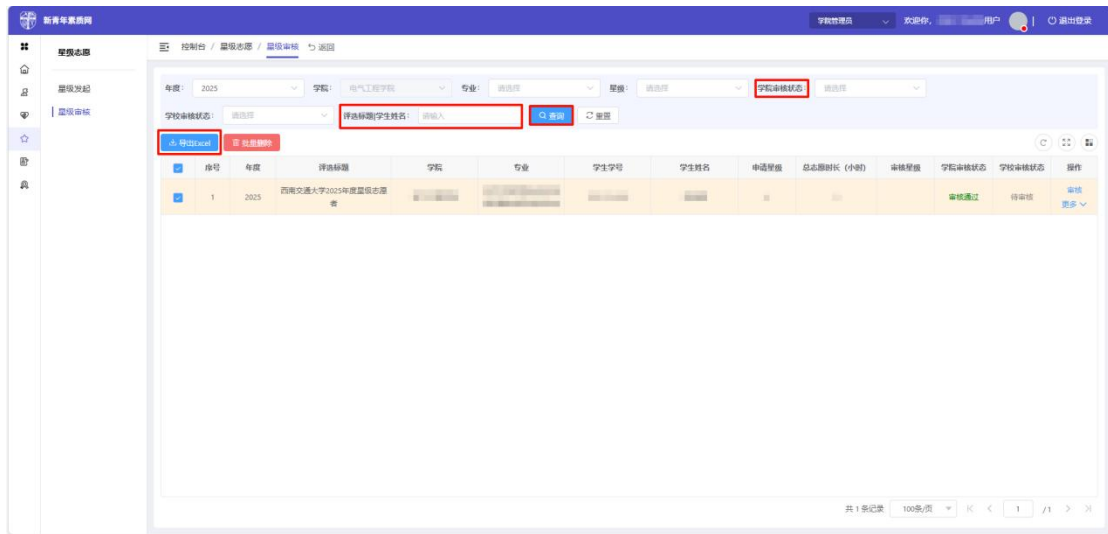 新青年素质网
学院管理员 欢迎你, 用户 | 退出登录
星级志愿
控制台 / 星级志愿 / 星级审核 返回
星级发起
星级审核
年度: 2025 学院: 电气工程学院 专业: 请选择 星级: 请选择 学院审核状态: 请选择
学校审核状态: 请选择 评选标题|学生姓名: 请输入 查询 重置
导出Excel 批量删除
序号 年度 评选标题 学院 专业 学生学号 学生姓名 申请星级 总志愿时长 (小时) 审核星级 学院审核状态 学校审核状态 操作
1 2025 西南交通大学2025年度星级志愿者 审核通过 待审核 审核
更多
共 1 条记录 100条/页 1 /1